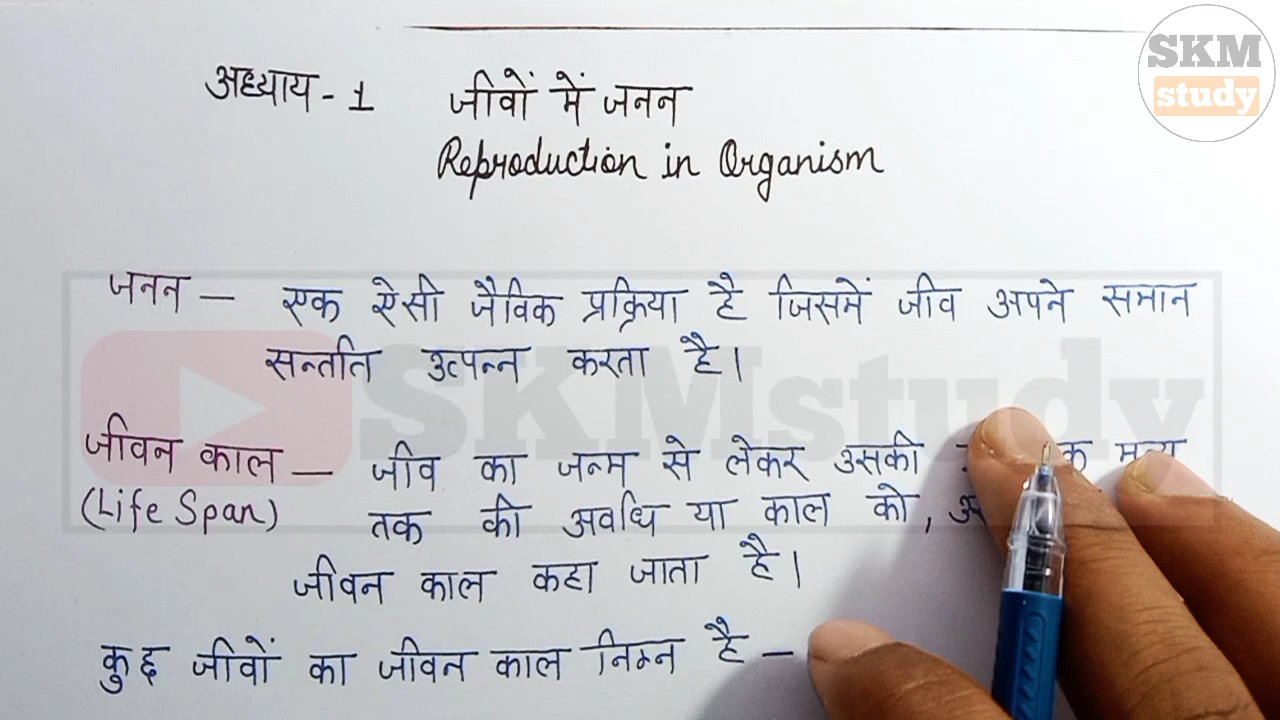 SKM
study
अध्याय - 1 जीवों में जनन
Reproduction in Organism
जनन — एक ऐसी जैविक प्रक्रिया है जिसमें जीव अपने समान
सन्तति उत्पन्न करता है।
SKMstudy
जीवन काल — जीव का जन्म से लेकर उसकी
(Life Span) तक की अवधि या काल को,
जीवन काल कहा जाता है।
कुछ जीवों का जीवन काल निम्न है —